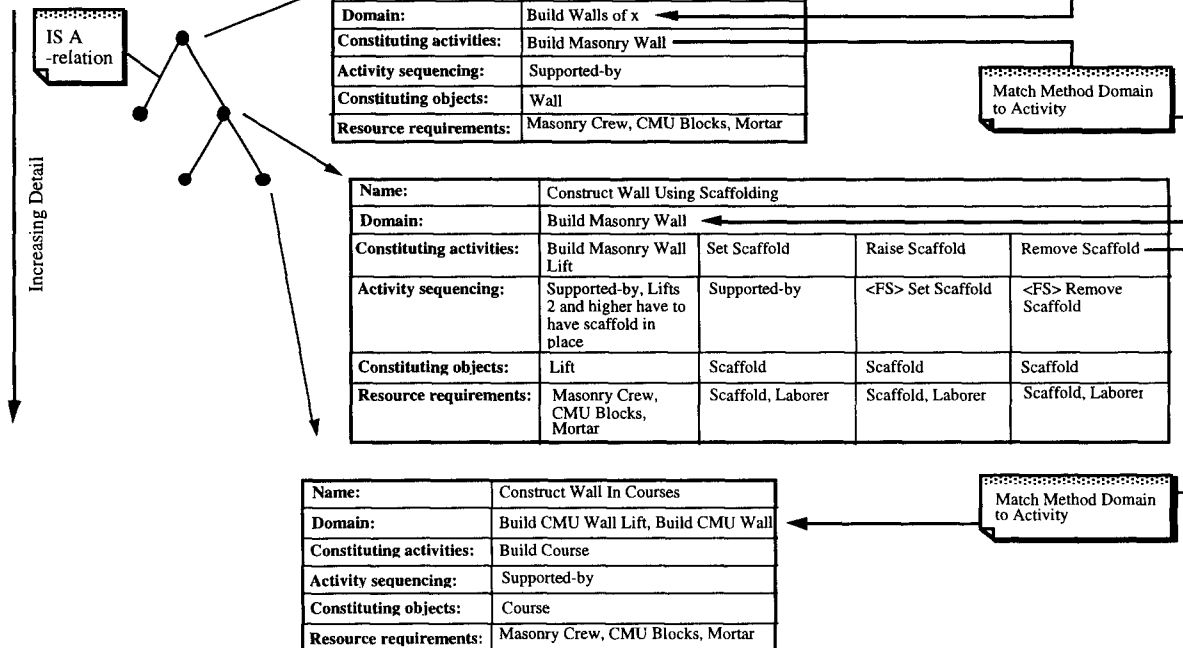 IS A
-relation
Increasing Detail
Domain: Build Walls of x
Constituting activities: Build Masonry Wall
Activity sequencing: Supported-by
Constituting objects: Wall
Resource requirements: Masonry Crew, CMU Blocks, Mortar
Match Method Domain
to Activity
Name: Construct Wall Using Scaffolding
Domain: Build Masonry Wall
Constituting activities: Build Masonry Wall Set Scaffold Raise Scaffold Remove Scaffold
Lift
Activity sequencing: Supported-by, Lifts Supported-by <FS> Set Scaffold <FS> Remove
2 and higher have to Scaffold
have scaffold in
place
Constituting objects: Lift Scaffold Scaffold Scaffold
Resource requirements: Masonry Crew, Scaffold, Laborer Scaffold, Laborer Scaffold, Laborer
CMU Blocks,
Mortar
Name: Construct Wall In Courses
Domain: Build CMU Wall Lift, Build CMU Wall
Constituting activities: Build Course
Activity sequencing: Supported-by
Constituting objects: Course
Resource requirements: Masonry Crew, CMU Blocks, Mortar
Match Method Domain
to Activity